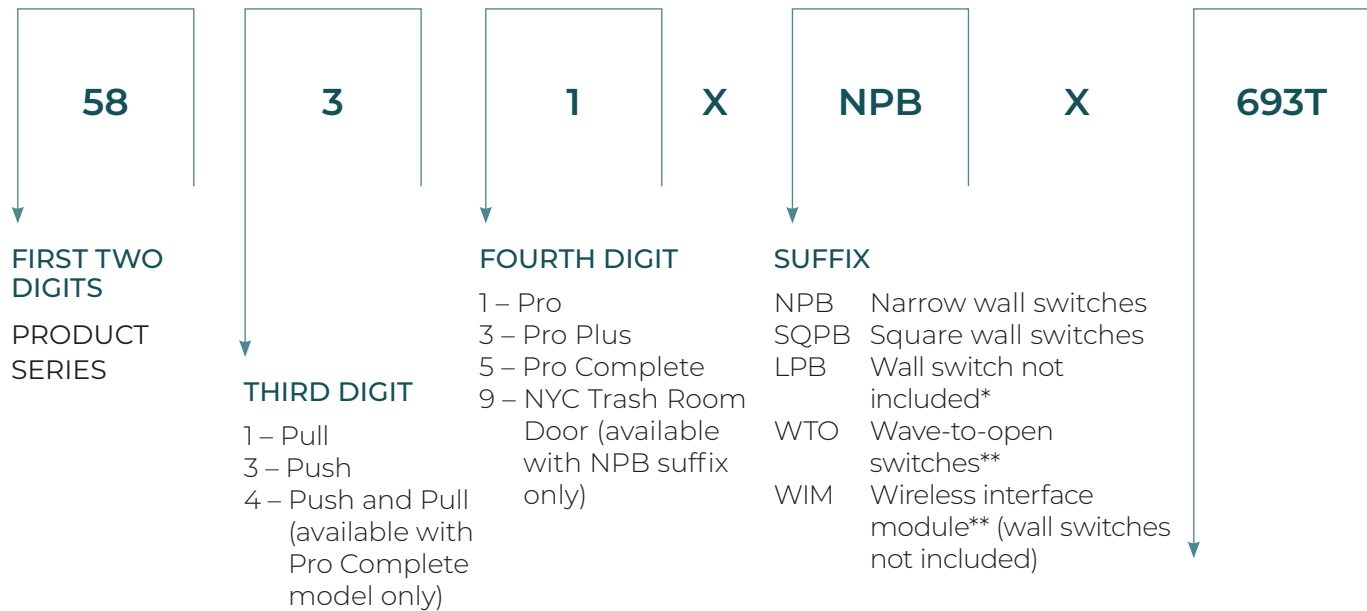 58 3 1 X NPB X 693T
FIRST TWO
DIGITS
PRODUCT
SERIES
THIRD DIGIT
1 – Pull
3 – Push
4 – Push and Pull
(available with
Pro Complete
model only)
FOURTH DIGIT
1 – Pro
3 – Pro Plus
5 – Pro Complete
9 – NYC Trash Room
Door (available
with NPB suffix
only)
SUFFIX
NPB Narrow wall switches
SQPB Square wall switches
LPB Wall switch not
included*
WTO Wave-to-open
switches**
WIM Wireless interface
module** (wall switches
not included)